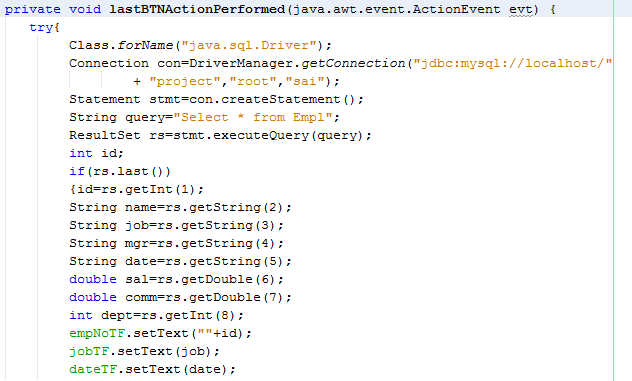 private void lastBTNActionPerformed(java.awt.event.ActionEvent evt) {
try{
Class.forName("java.sql.Driver");
Connection con=DriverManager.getConnection("jdbc:mysql://localhost/"
+ "project","root","sai");
Statement stmt=con.createStatement();
String query="Select * from Empl";
ResultSet rs=stmt.executeQuery(query);
int id;
if(rs.last())
{id=rs.getInt(1);
String name=rs.getString(2);
String job=rs.getString(3);
String mgr=rs.getString(4);
String date=rs.getString(5);
double sal=rs.getDouble(6);
double comm=rs.getDouble(7);
int dept=rs.getInt(8);
empNoTF.setText(""+id);
jobTF.setText(job);
dateTF.setText(date);